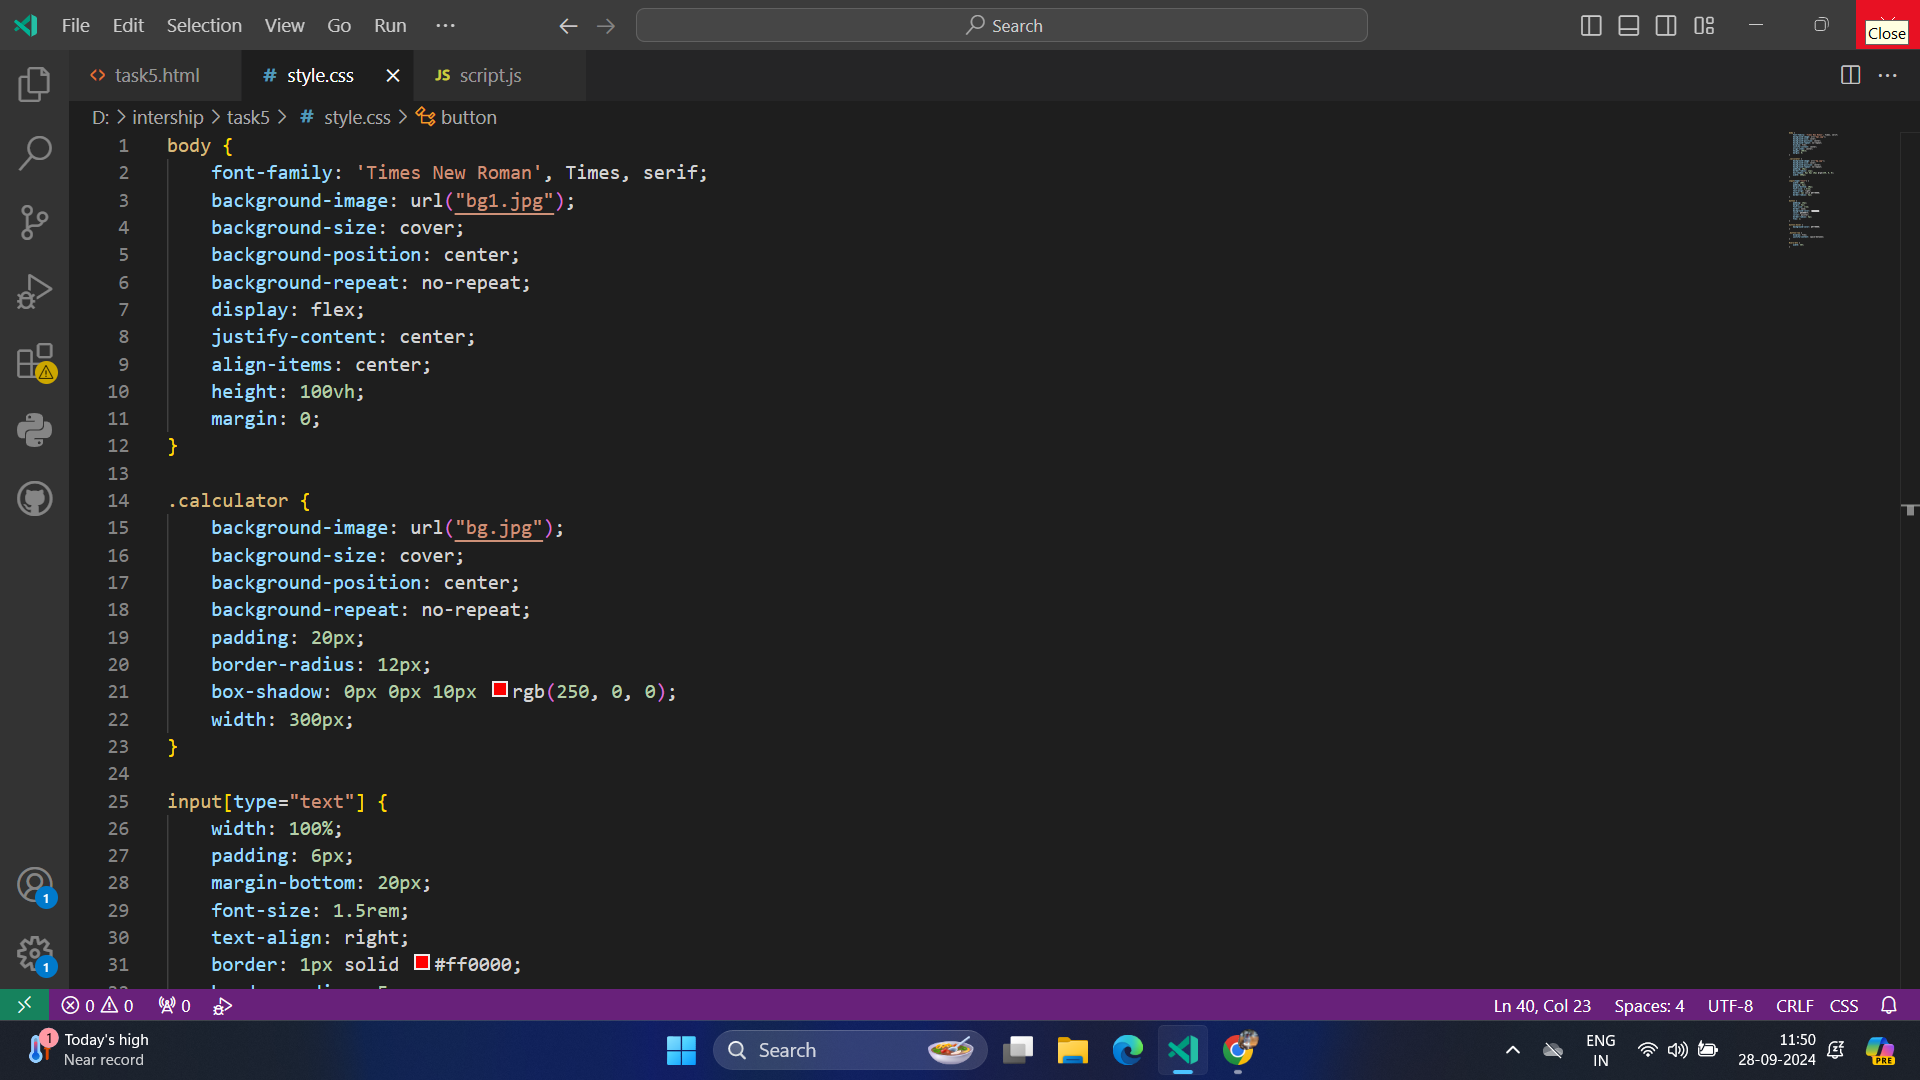 File Edit Selection View Go Run ···
Search
Close
task5.html
# style.css
JS script.js
D: > intership > task5 > # style.css > button
1 body {
2 font-family: 'Times New Roman', Times, serif;
3 background-image: url("bg1.jpg");
4 background-size: cover;
5 background-position: center;
6 background-repeat: no-repeat;
7 display: flex;
8 justify-content: center;
9 align-items: center;
10 height: 100vh;
11 margin: 0;
12 }
13
14 .calculator {
15 background-image: url("bg.jpg");
16 background-size: cover;
17 background-position: center;
18 background-repeat: no-repeat;
19 padding: 20px;
20 border-radius: 12px;
21 box-shadow: 0px 0px 10px rgb(250, 0, 0);
22 width: 300px;
23 }
24
25 input[type="text"] {
26 width: 100%;
27 padding: 6px;
28 margin-bottom: 20px;
29 font-size: 1.5rem;
30 text-align: right;
31 border: 1px solid #ff0000;
1
1
0 0 0
Ln 40, Col 23 Spaces: 4 UTF-8 CRLF CSS
1
Today's high
Near record
Search
ENG
IN
11:50
28-09-2024
PRE